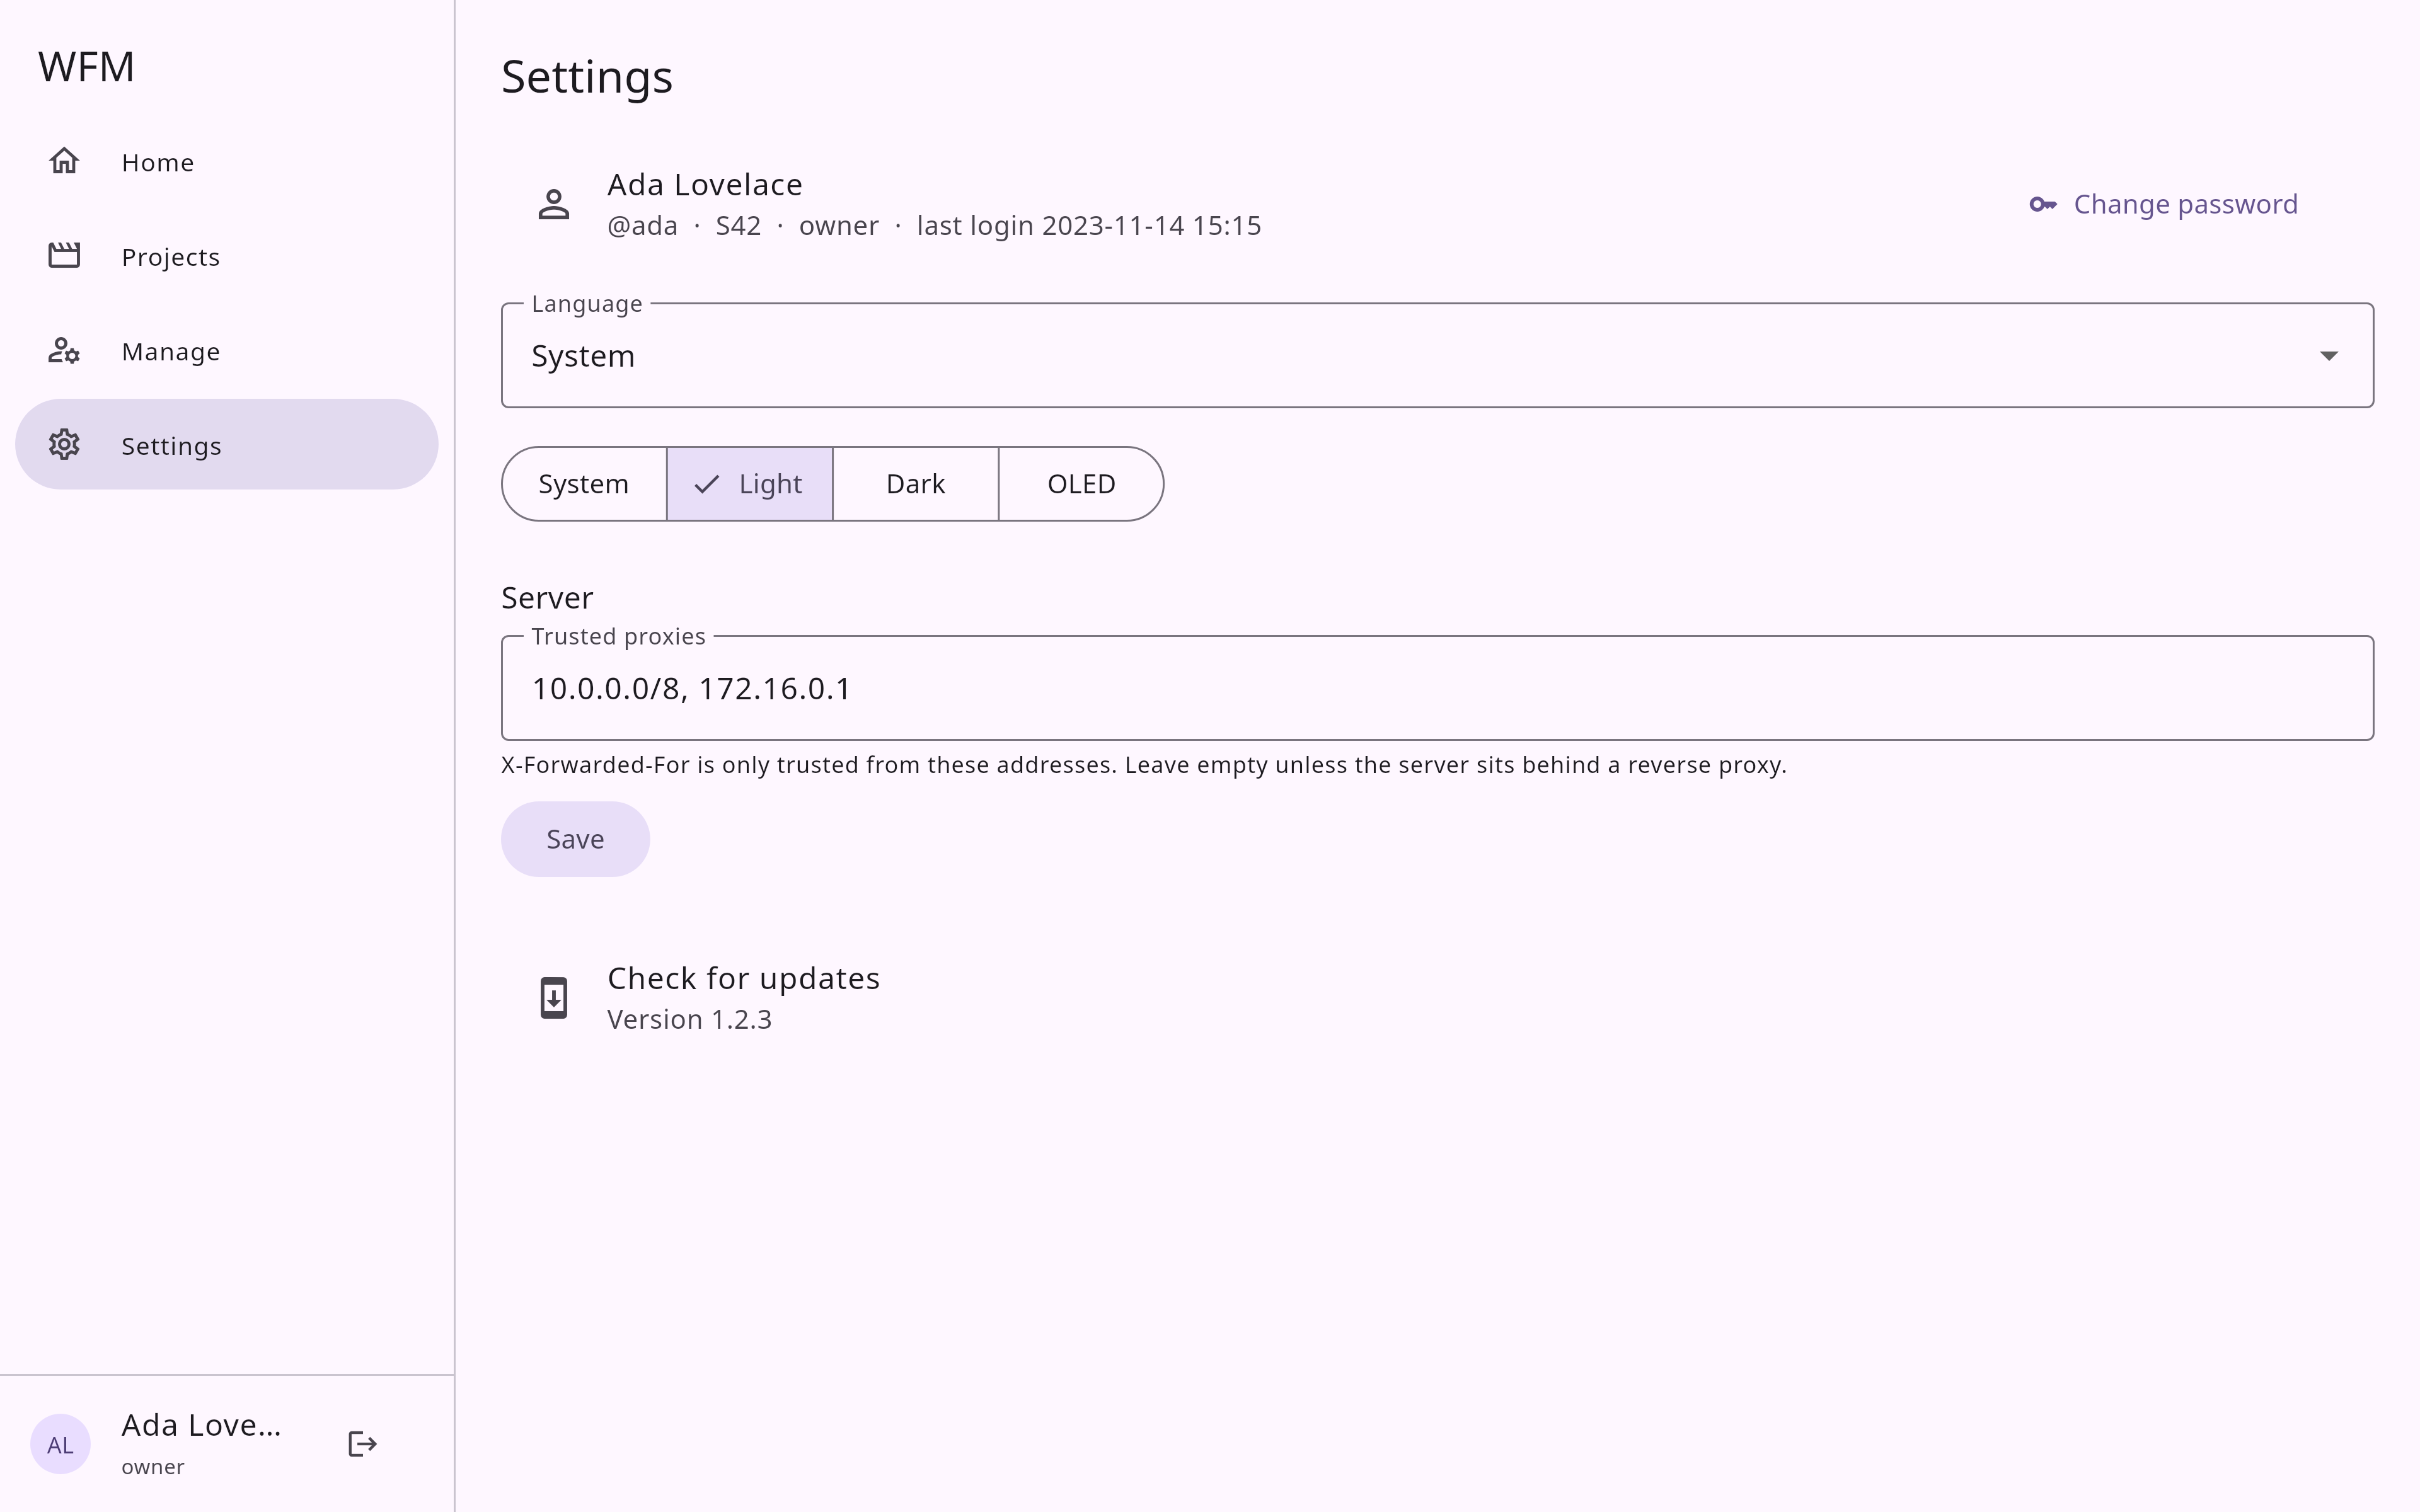 WFM
Home
Projects
Manage
Settings
Ada Love...
owner
AL
Settings
Ada Lovelace
@ada · S42 · owner · last login 2023-11-14 15:15
Change password
Language
System
System
Light
Dark
OLED
Server
Trusted proxies
10.0.0.0/8, 172.16.0.1
X-Forwarded-For is only trusted from these addresses. Leave empty unless the server sits behind a reverse proxy.
Save
Check for updates
Version 1.2.3